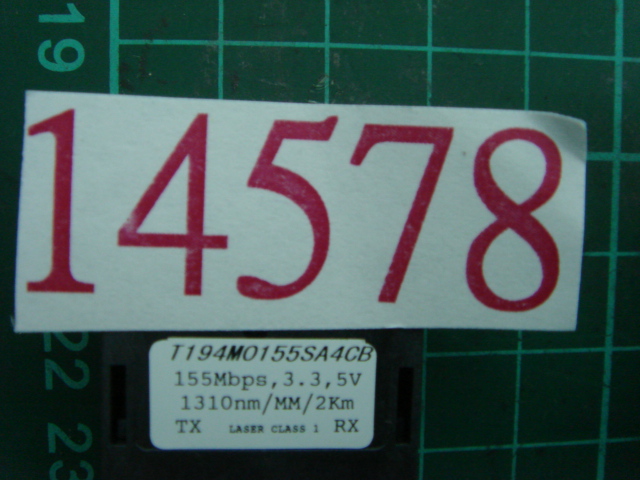 19
14578
22
23
T194M0155SA4CB
155Mbps,3.3,5V
1310nm/MM/2Km
TX LASER CLASS 1 RX